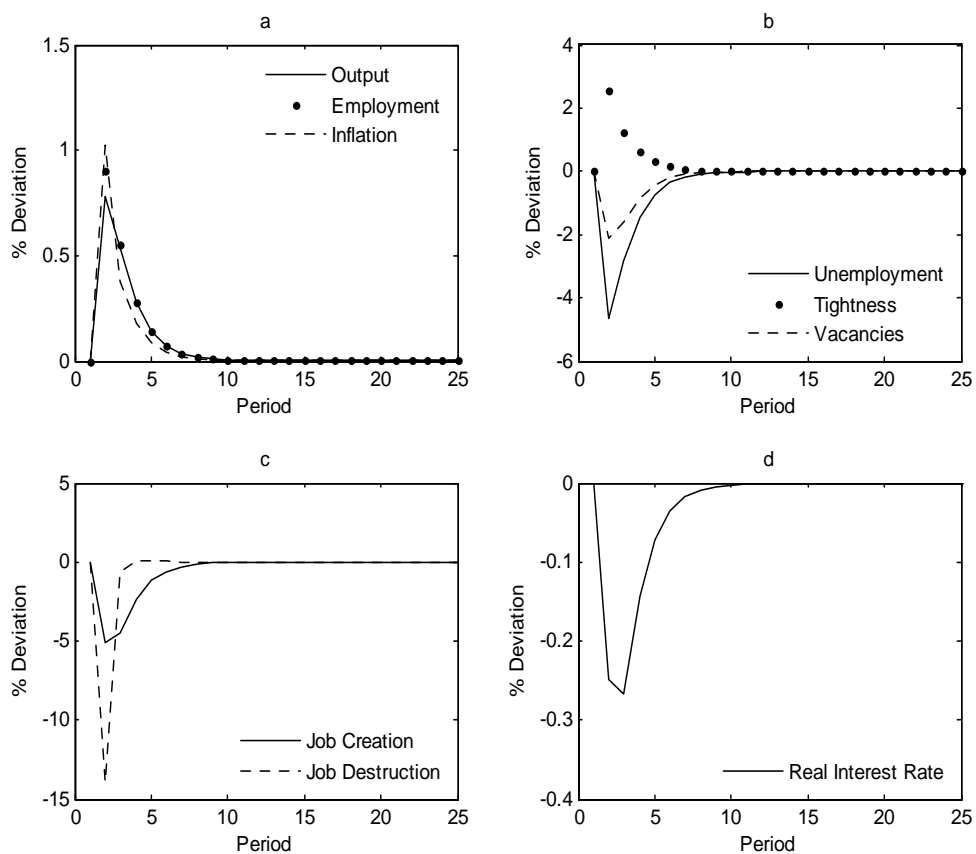 a
1.5
1
0.5
0
% Deviation
Output
Employment
Inflation
0 5 10 15 20 25
Period
b
4
2
0
-2
-4
-6
% Deviation
Unemployment
Tightness
Vacancies
0 5 10 15 20 25
Period
c
5
0
-5
-10
-15
% Deviation
Job Creation
Job Destruction
0 5 10 15 20 25
Period
d
0
-0.1
-0.2
-0.3
-0.4
% Deviation
Real Interest Rate
0 5 10 15 20 25
Period